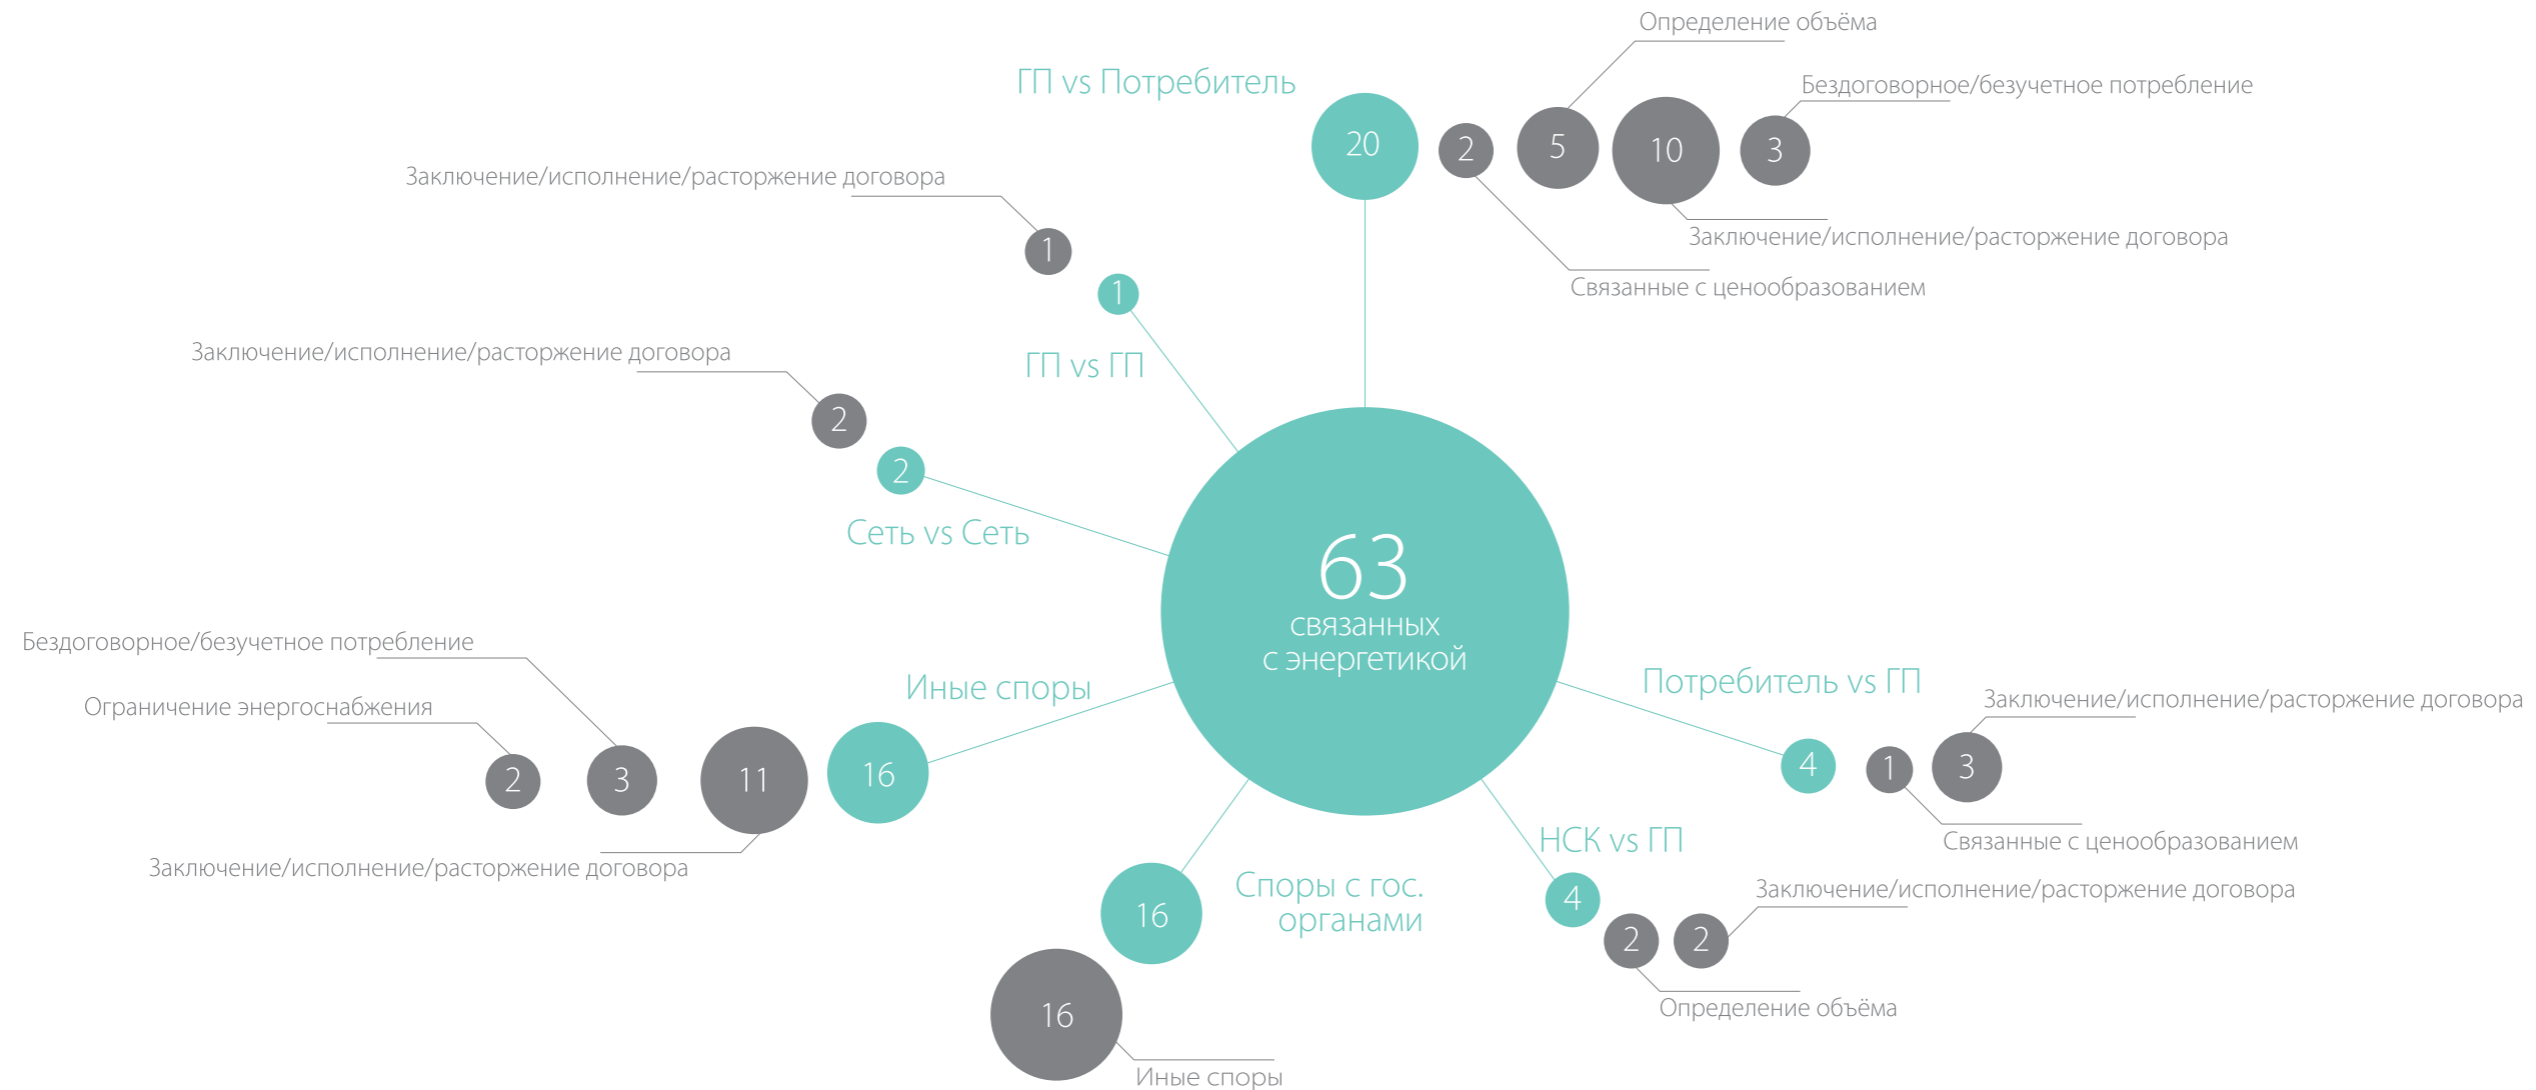 Определение объёма
ГП vs Потребитель
Бездоговорное/безучетное потребление
20
2
5
10
3
Заключение/исполнение/расторжение договора
Связанные с ценообразованием
Заключение/исполнение/расторжение договора
1
1
ГП vs ГП
Заключение/исполнение/расторжение договора
2
2
Сеть vs Сеть
63
связанных
с энергетикой
Бездоговорное/безучетное потребление
Ограничение энергоснабжения
Иные споры
2
3
11
16
Заключение/исполнение/расторжение договора
Потребитель vs ГП
Заключение/исполнение/расторжение договора
4
1
3
Связанные с ценообразованием
НСК vs ГП
4
Заключение/исполнение/расторжение договора
2
2
Определение объёма
Споры с гос.
органами
16
16
Иные споры